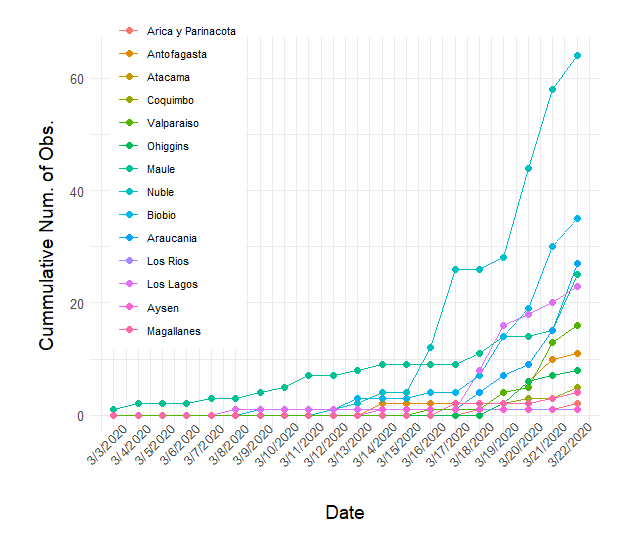 Arica y Parinacota
Antofagasta
Atacama
Coquimbo
Valparaiso
Ohiggins
Maule
Nuble
Biobio
Araucania
Los Rios
Los Lagos
Aysen
Magallanes
Cummulative Num. of Obs.
60
40
20
0
3/3/2020
3/4/2020
3/5/2020
3/6/2020
3/7/2020
3/8/2020
3/9/2020
3/10/2020
3/11/2020
3/12/2020
3/13/2020
3/14/2020
3/15/2020
3/16/2020
3/17/2020
3/18/2020
3/19/2020
3/20/2020
3/21/2020
3/22/2020
Date